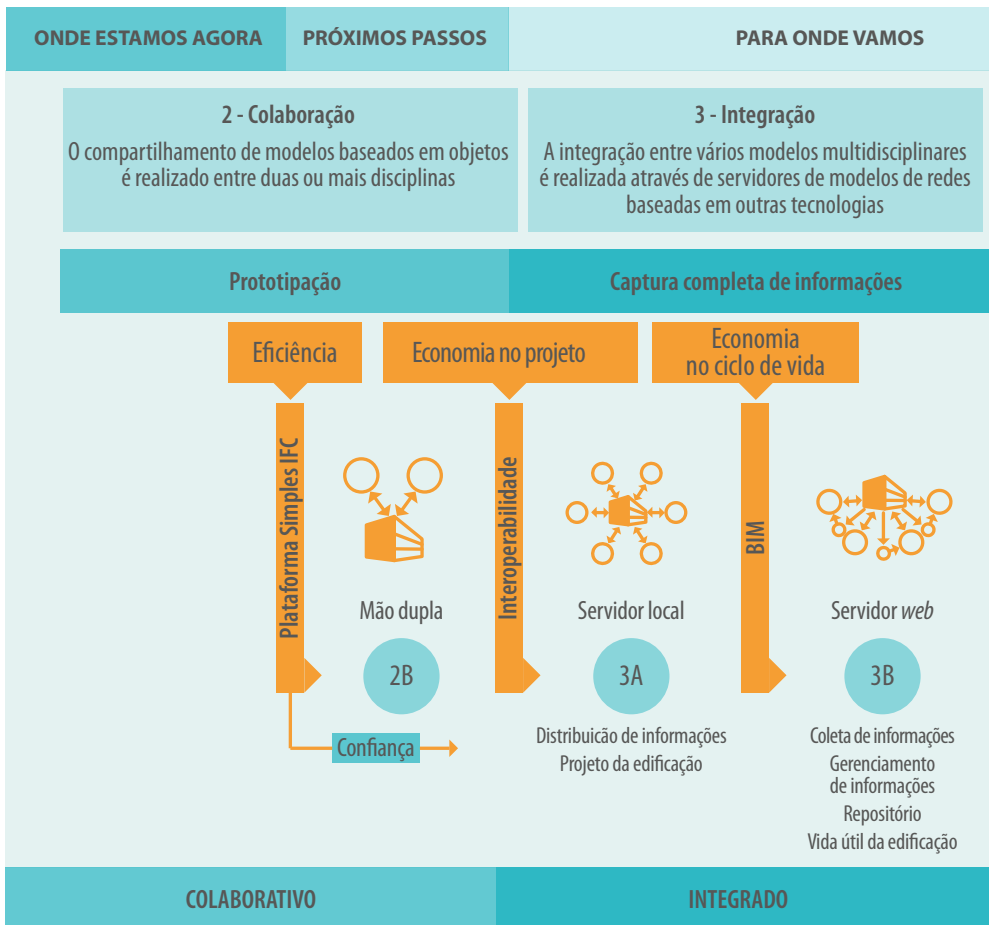 ONDE ESTAMOS AGORA
PRÓXIMOS PASSOS
PARA ONDE VAMOS
2 - Colaboração
O compartilhamento de modelos baseados em objetos
é realizado entre duas ou mais disciplinas
3 - Integração
A integração entre vários modelos multidisciplinares
é realizada através de servidores de modelos de redes
baseadas em outras tecnologias
Prototipação
Captura completa de informações
Eficiência
Economia no projeto
Economia
no ciclo de vida
Plataforma Simples IFC
Mão dupla
2B
Confiança
Interoperabilidade
Servidor local
3A
Distribuicão de informações
Projeto da edificação
BIM
Servidor web
3B
Coleta de informações
Gerenciamento
de informações
Repositório
Vida útil da edificação
COLABORATIVO
INTEGRADO